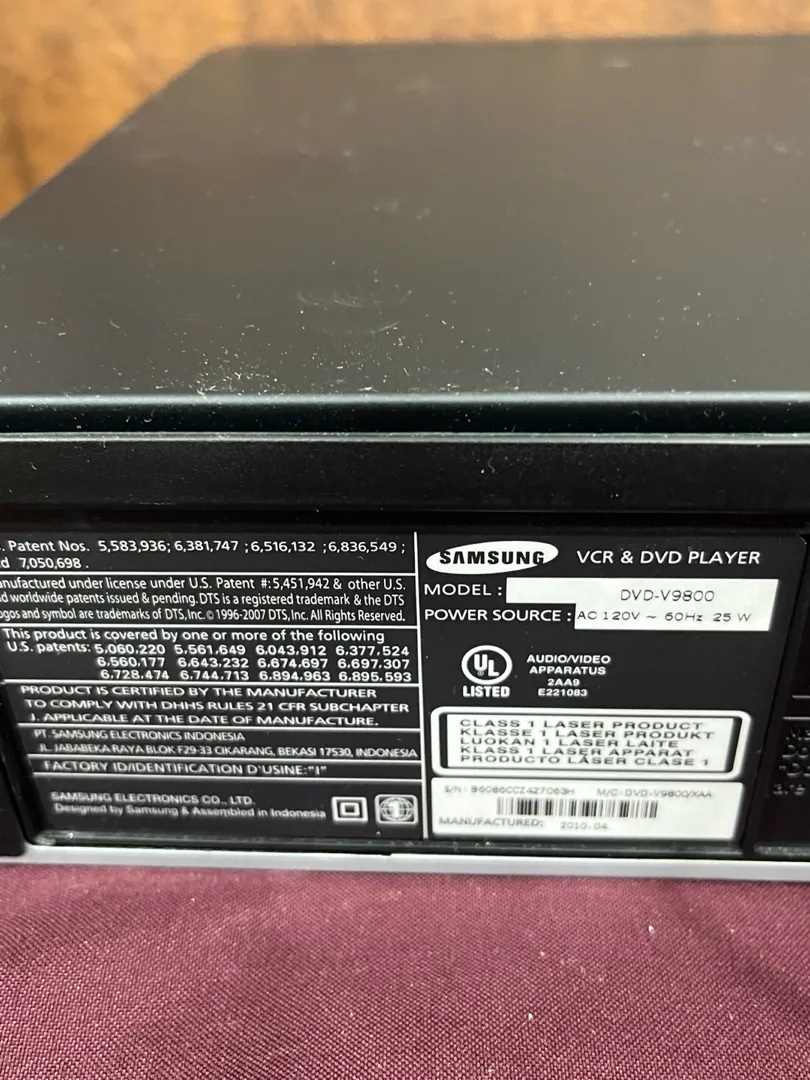 Patent Nos. 5,583,936; 6,381,747 ;6,516,132 ;6,836,549 ;
7,050,698 .
anufactured under license under U.S. Patent #:5,451,942 & other U.S.
d worldwide patents issued & pending. DTS is a registered trademark & the DTS
ogos and symbol are trademarks of DTS, Inc. © 1996-2007 DTS, Inc. All Rights Reserved.
This product is covered by one or more of the following
U.S. patents: 5,060.220 5,561,649 6,043,912 6,377,524
6,560.177 6,643,232 6,674,697 6,697,307
6,728,474 6,744,713 6,894,963 6,895,593
PRODUCT IS CERTIFIED BY THE MANUFACTURER
TO COMPLY WITH DHHS RULES 21 CFR SUBCHAPTER
J. APPLICABLE AT THE DATE OF MANUFACTURE.
PT. SAMSUNG ELECTRONICS INDONESIA
JL. JABABEKA RAYA BLOK F29-33 CIKARANG, BEKASI 17530, INDONESIA
FACTORY ID/IDENTIFICATION D'USINE:"I"
SAMSUNG ELECTRONICS CO., LTD.
Designed by Samsung & Assembled in Indonesia
1
SAMSUNG VCR & DVD PLAYER
MODEL : DVD-V9800
POWER SOURCE : AC 120V ~ 60Hz 25 W
UL
LISTED
AUDIO/VIDEO
APPARATUS
2AA9
E221083
CLASS 1 LASER PRODUCT
KLASSE 1 LASER PRODUKT
LUOKAN 1 LASER LAITE
KLASS 1 LASER APPARAT
PRODUCTO LÁSER CLASE 1
S/N: M/C: DVD-V9800/XAA
MANUFACTURED: 2010.04